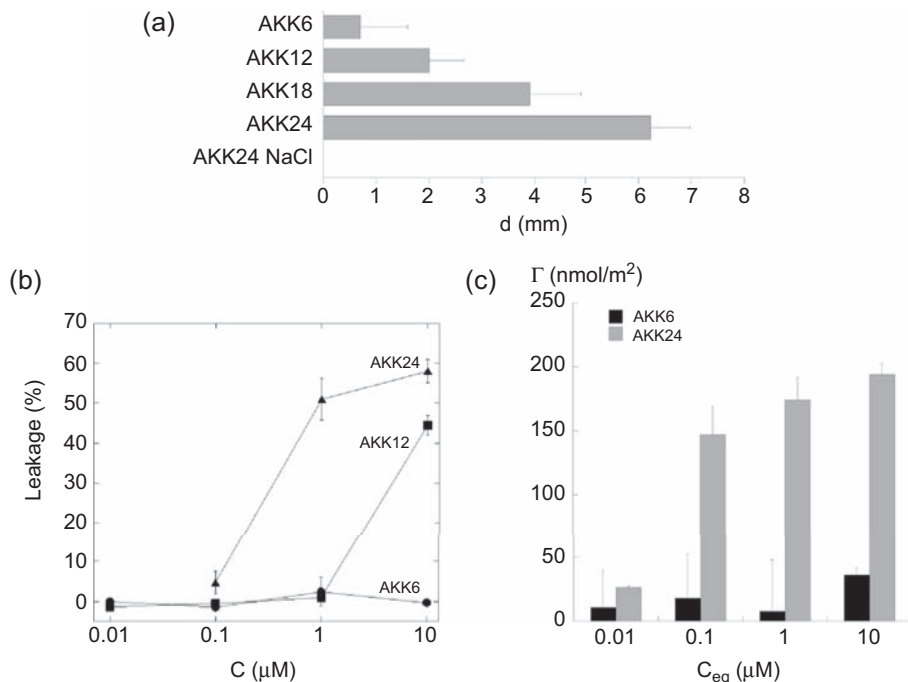 (a)
AKK6
AKK12
AKK18
AKK24
AKK24 NaCl
0 1 2 3 4 5 6 7 8
d (mm)
(b)
70
60
50
40
30
20
10
0
Leakage (%)
AKK24
AKK12
AKK6
0.01 0.1 1 10
C (μM)
(c)
Γ (nmol/m²)
250
200
150
100
50
0
AKK6
AKK24
0.01 0.1 1 10
Ceq (μM)